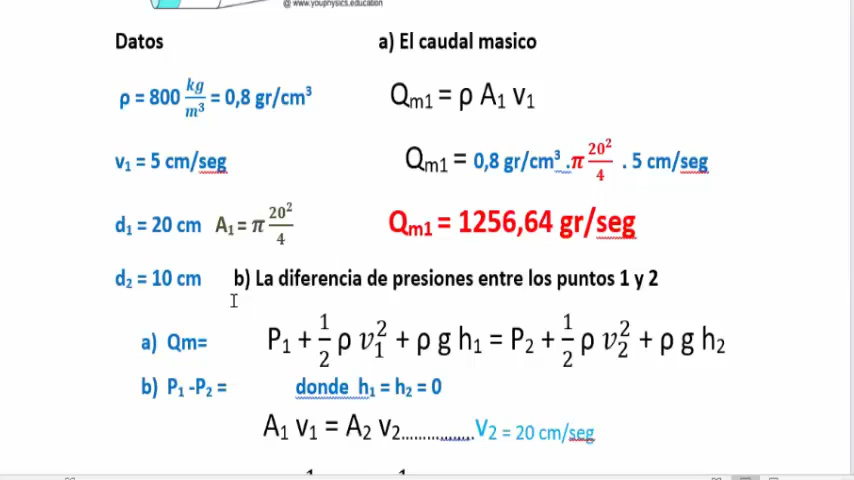 @ www.youphysics.education
Datos
a) El caudal masico
ρ = 800 kg/m³ = 0,8 gr/cm³
Qm1 = ρ A₁ v₁
v₁ = 5 cm/seg
Qm1 = 0,8 gr/cm³ .π 20²/4 . 5 cm/seg
d₁ = 20 cm A₁ = π 20²/4
Qm1 = 1256,64 gr/seg
d₂ = 10 cm
b) La diferencia de presiones entre los puntos 1 y 2
a) Qm=
P₁ + 1/2 ρ v₁² + ρ g h₁ = P₂ + 1/2 ρ v₂² + ρ g h₂
b) P₁ -P₂ =
donde h₁ = h₂ = 0
A₁ v₁ = A₂ v₂..................v₂ = 20 cm/seg